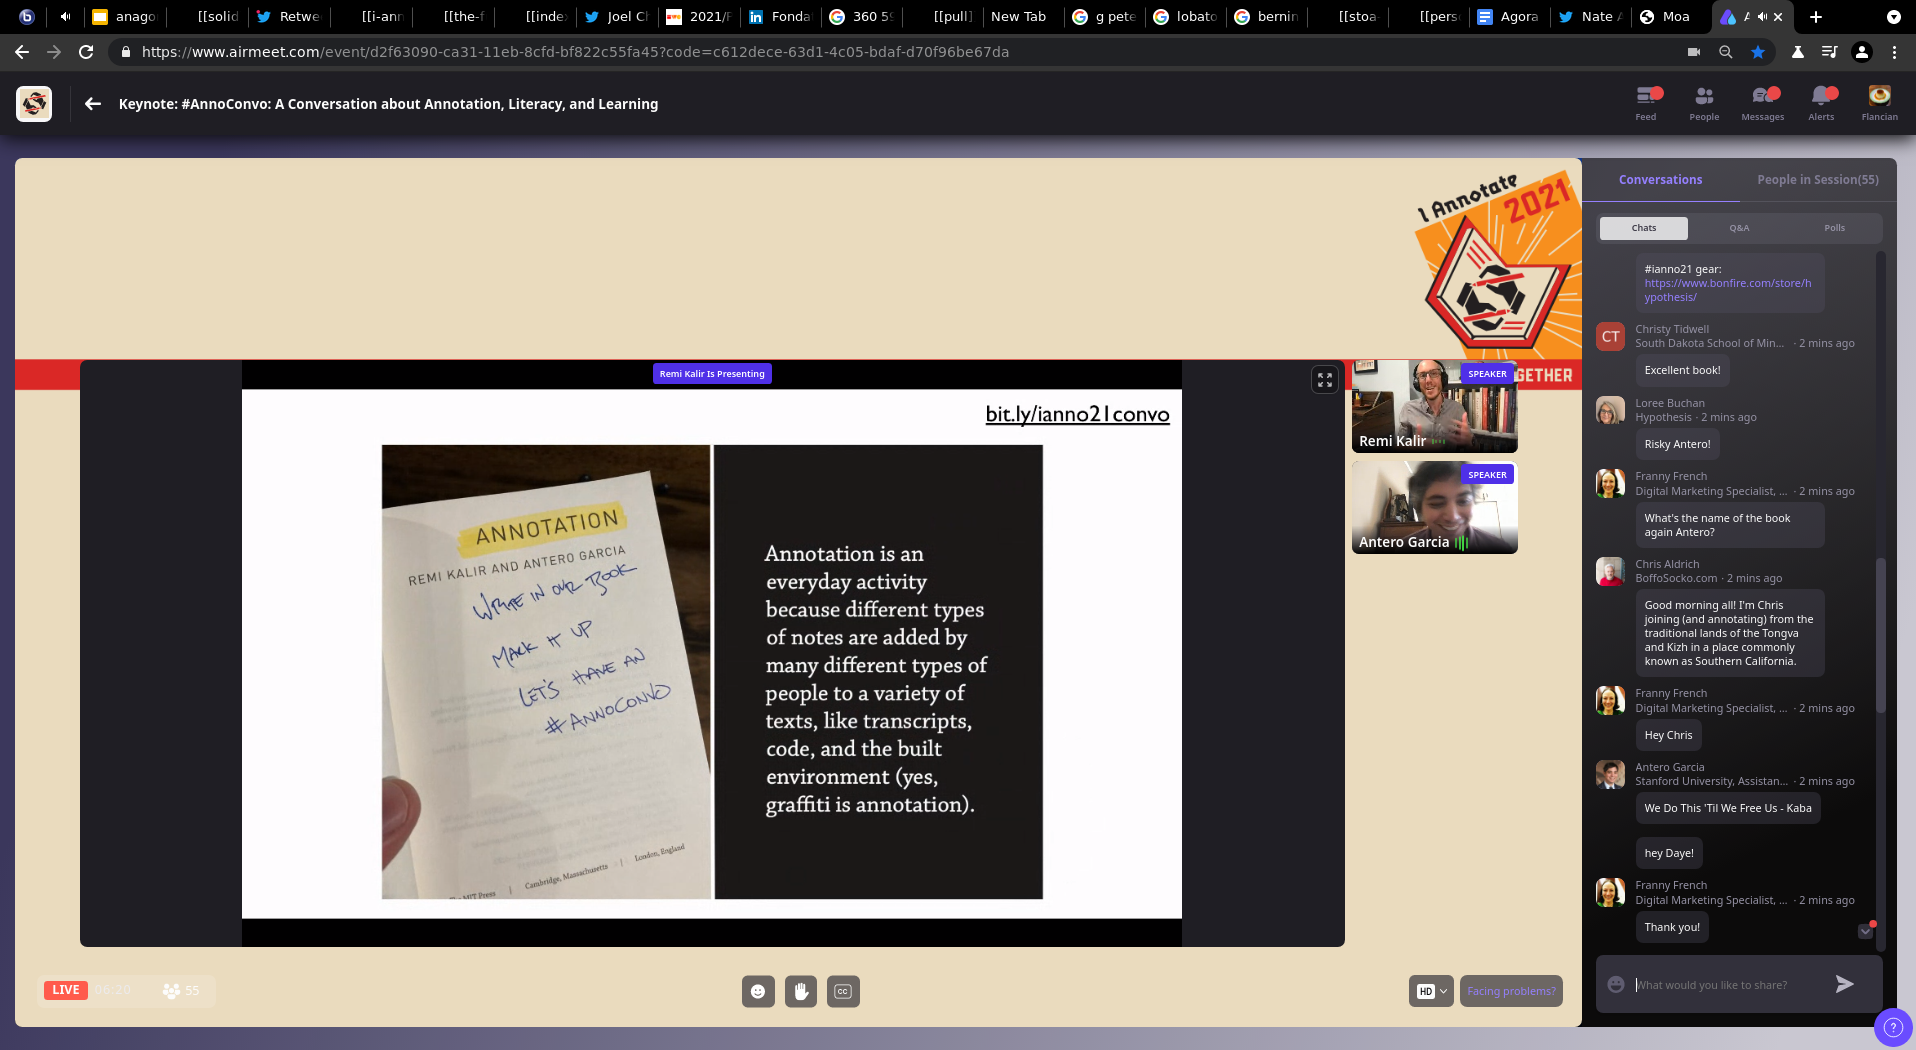 anago
[[solid
Retwe
[[i-ann
[[the-f
[[inde
Joel C
2021/
Fonda
360 5
[[pull]
New Tab
g pete
lobato
bernin
[[stoa
[[pers
Agora
Nate
Moa
https://www.airmeet.com/event/d2f63090-ca31-11eb-8cfd-bf822c55fa45?code=c612dece-63d1-4c05-bdaf-d70f96be67da
Keynote: #AnnoConvo: A Conversation about Annotation, Literacy, and Learning
Feed
People
Messages
Alerts
Flancian
I Annotate
2021
GETHER
Remi Kalir Is Presenting
bit.ly/ianno21convo
ANNOTATION
REMI KALIR AND ANTERO GARCIA
WRITE IN OUR BOOK
MARK IT UP
LET'S HAVE AN
#ANNOCONVO
The MIT Press | Cambridge, Massachusetts | London, England
Annotation is an
everyday activity
because different types
of notes are added by
many different types of
people to a variety of
texts, like transcripts,
code, and the built
environment (yes,
graffiti is annotation).
SPEAKER
Remi Kalir
SPEAKER
Antero Garcia
LIVE
06:20
55
CC
HD
Facing problems?
Conversations
People in Session(55)
Chats
Q&A
Polls
#ianno21 gear:
https://www.bonfire.com/store/h
ypothesis/
CT
Christy Tidwell
South Dakota School of Min... · 2 mins ago
Excellent book!
Loree Buchan
Hypothesis · 2 mins ago
Risky Antero!
Franny French
Digital Marketing Specialist, ... · 2 mins ago
What's the name of the book
again Antero?
Chris Aldrich
BoffoSocko.com · 2 mins ago
Good morning all! I'm Chris
joining (and annotating) from the
traditional lands of the Tongva
and Kizh in a place commonly
known as Southern California.
Franny French
Digital Marketing Specialist, ... · 2 mins ago
Hey Chris
Antero Garcia
Stanford University, Assistan... · 2 mins ago
We Do This 'Til We Free Us - Kaba
hey Daye!
Franny French
Digital Marketing Specialist, ... · 2 mins ago
Thank you!
What would you like to share?